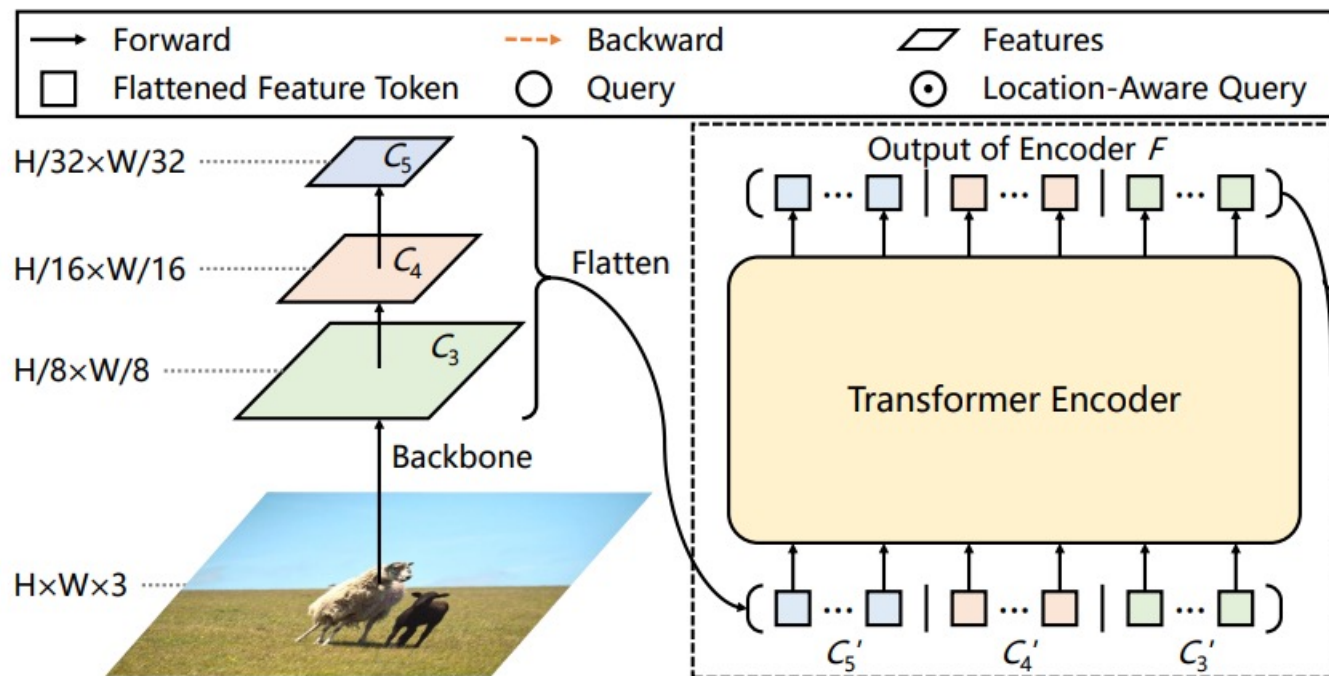 Forward Backward Features
Flattened Feature Token Query Location-Aware Query
H/32×W/32 C₅
H/16×W/16 C₄
H/8×W/8 C₃
Flatten
Backbone
H×W×3
Output of Encoder F
... | ... | ...
Transformer Encoder
... | ... | ...
C₅' C₄' C₃'